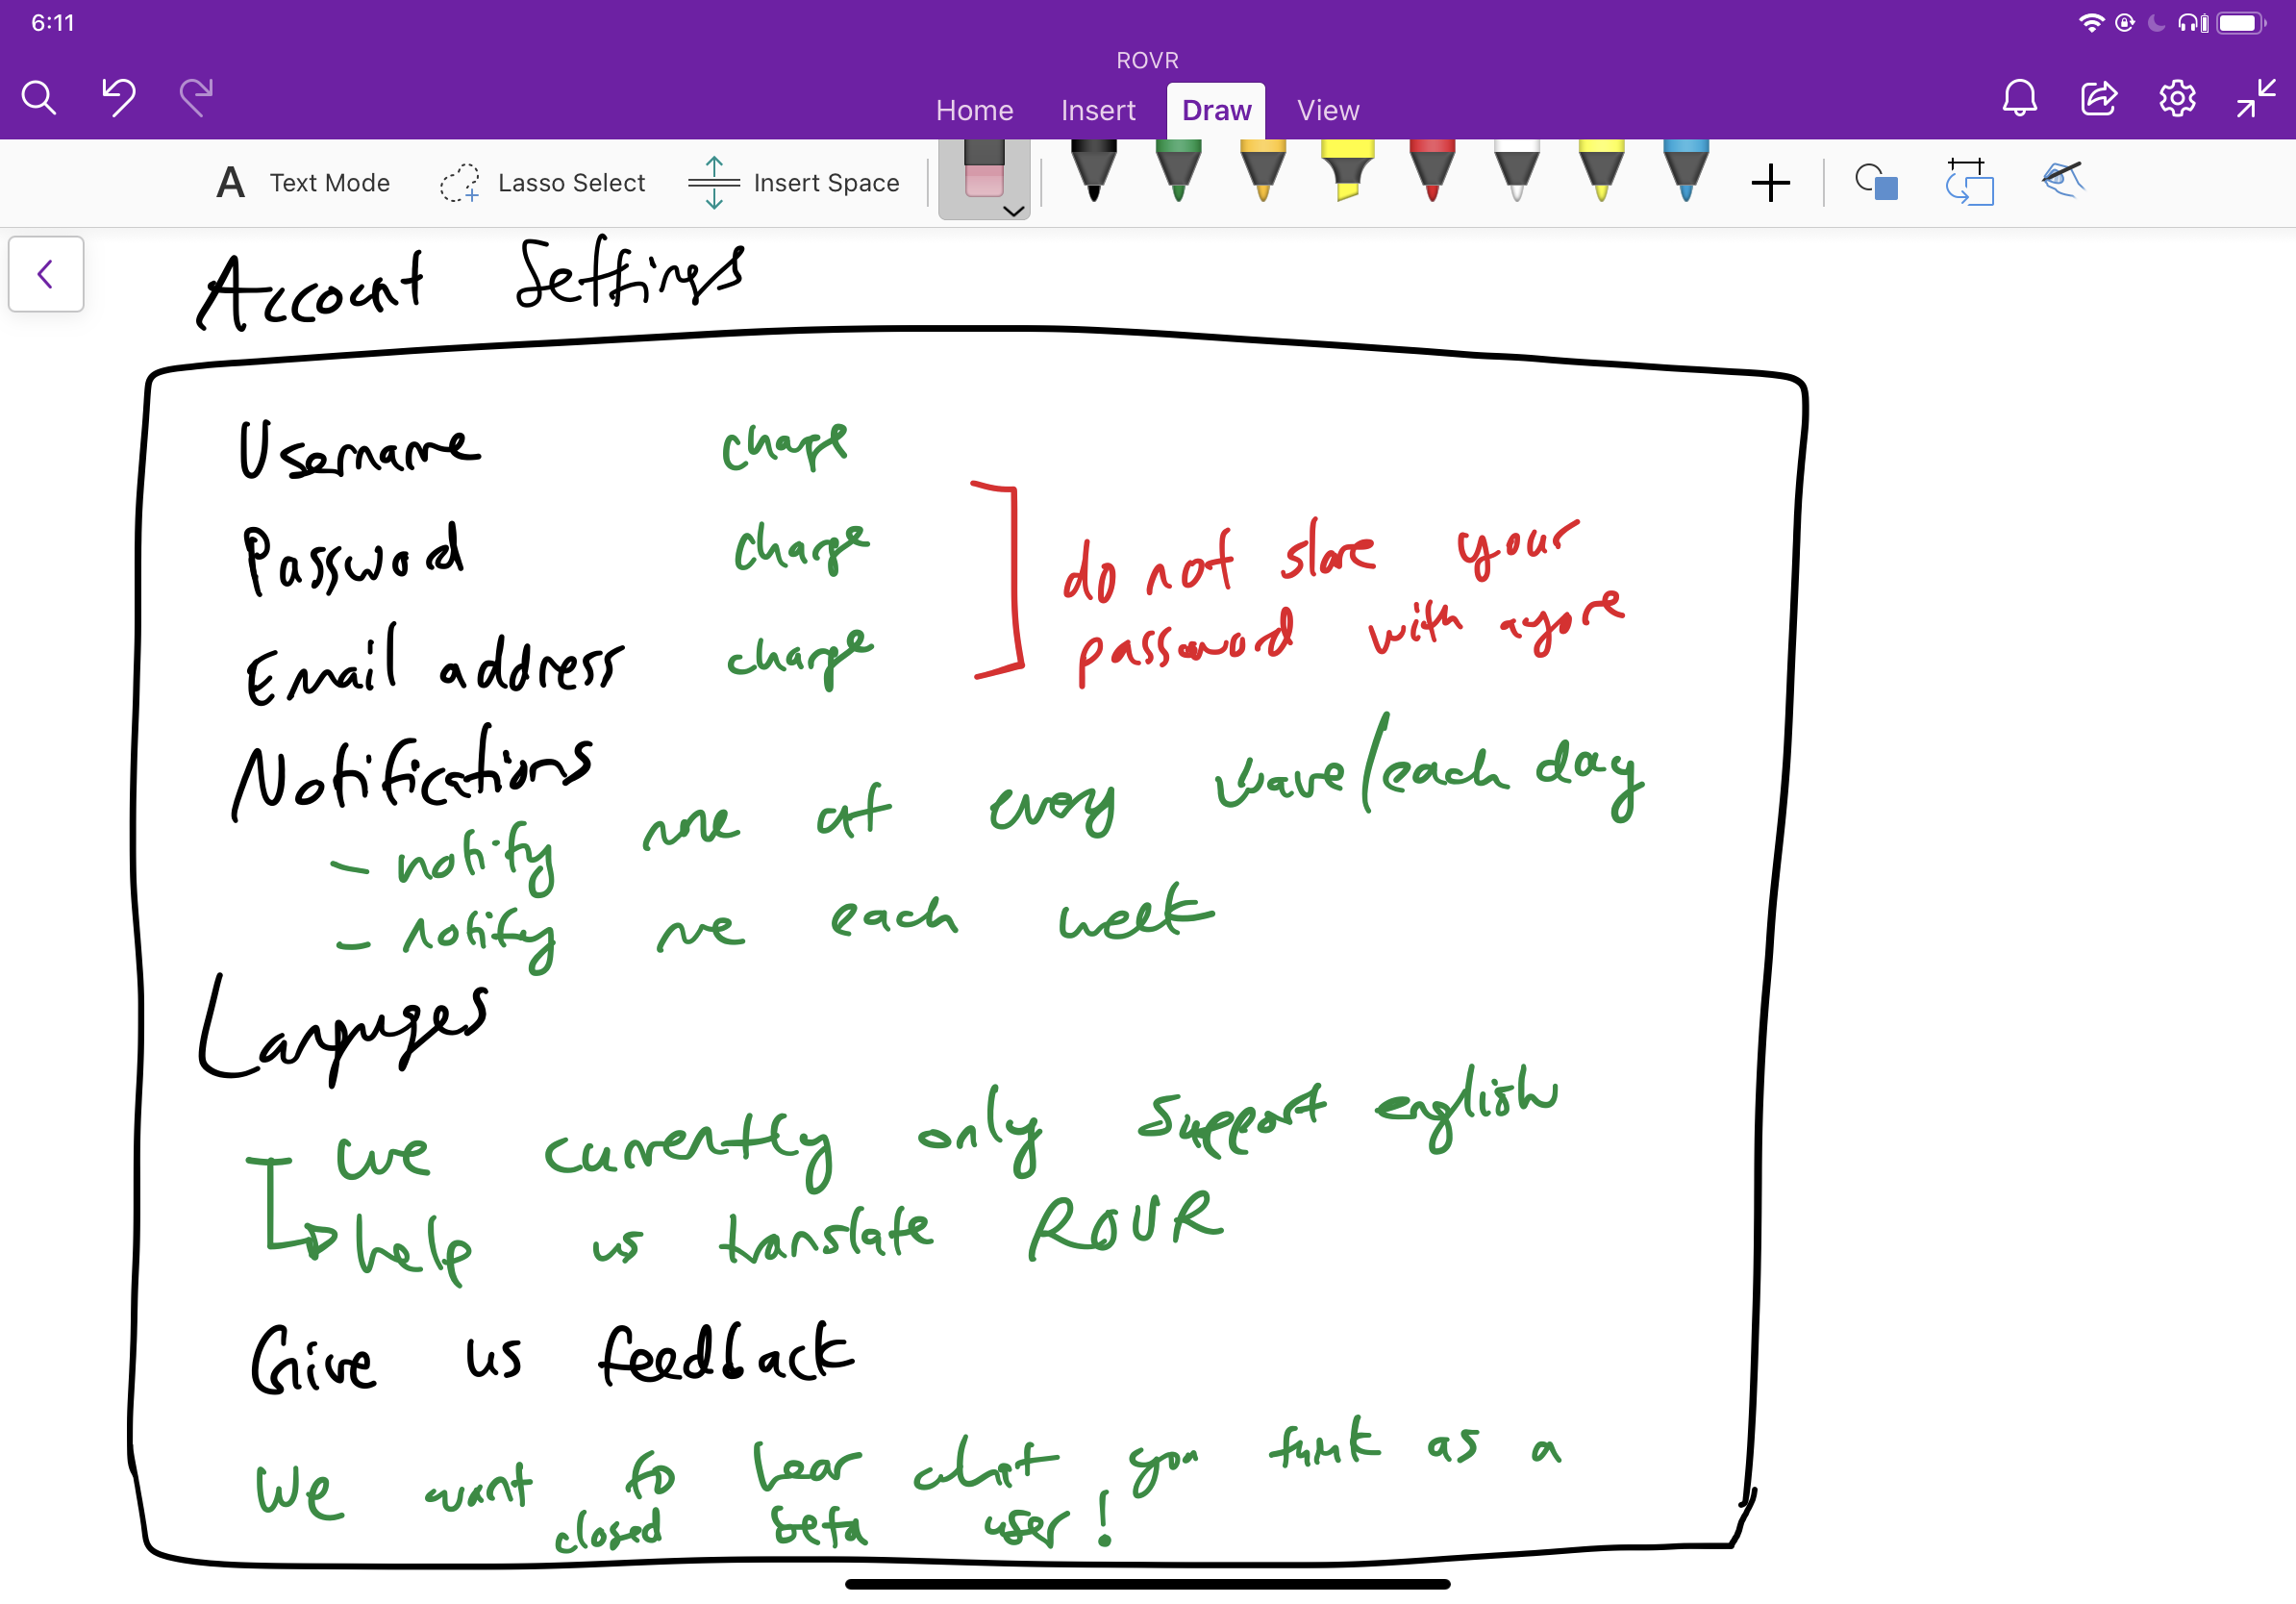 6:11
ROVR
Home Insert Draw View
Text Mode Lasso Select Insert Space
Account Settings
Username change
Password change
Email address change
do not share your
password with anyone
Notifications
- notify me at every wave/each day
- notify me each week
Languages
we currently only support english
help us translate ROVR
Give us feedback
We want to hear what you think as a
closed beta user!